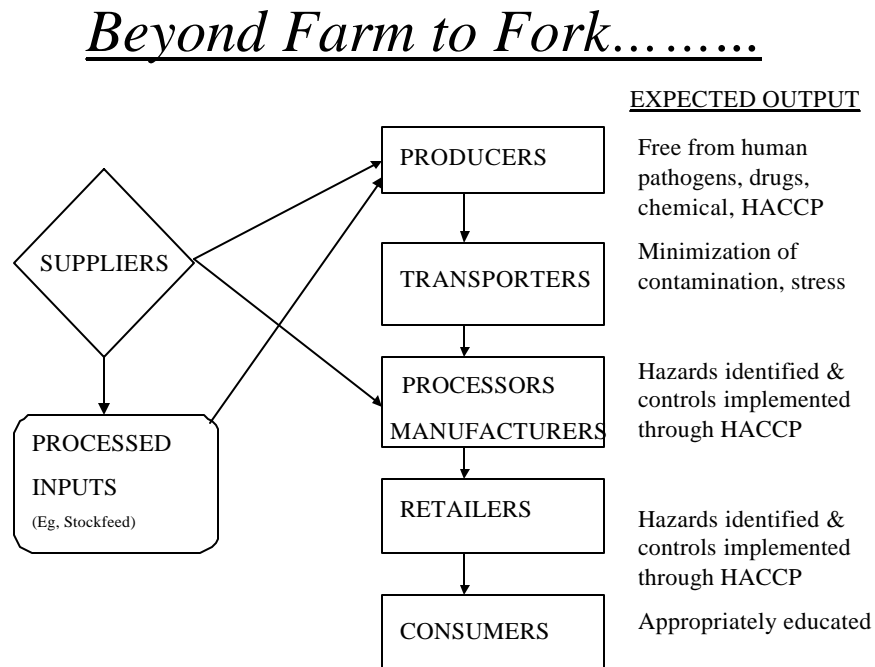 Beyond Farm to Fork………
EXPECTED OUTPUT
PRODUCERS
Free from human
pathogens, drugs,
chemical, HACCP
SUPPLIERS
TRANSPORTERS
Minimization of
contamination, stress
PROCESSORS
MANUFACTURERS
Hazards identified &
controls implemented
through HACCP
PROCESSED
INPUTS
(Eg, Stockfeed)
RETAILERS
Hazards identified &
controls implemented
through HACCP
CONSUMERS
Appropriately educated